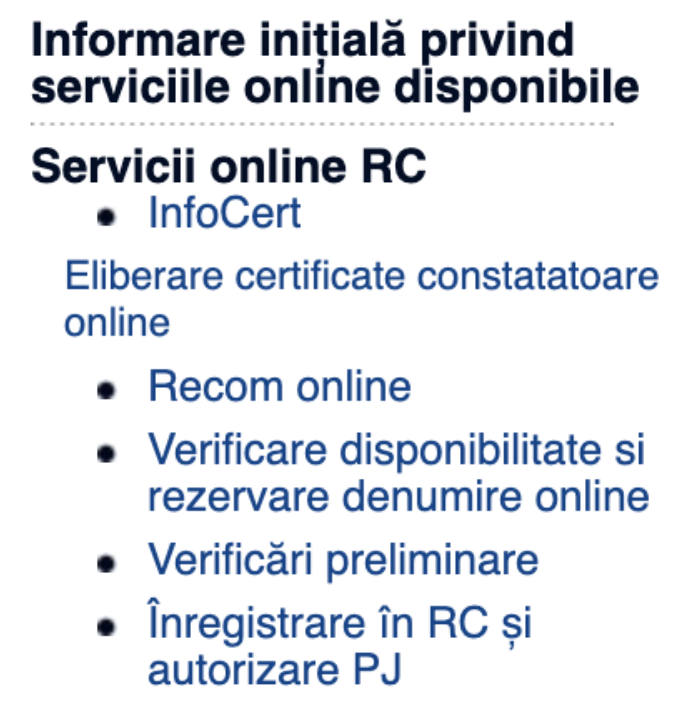 Informare inițială privind
serviciile online disponibile
Servicii online RC
InfoCert
Eliberare certificate constatatoare
online
Recom online
Verificare disponibilitate si
rezervare denumire online
Verificări preliminare
Înregistrare în RC și
autorizare PJ